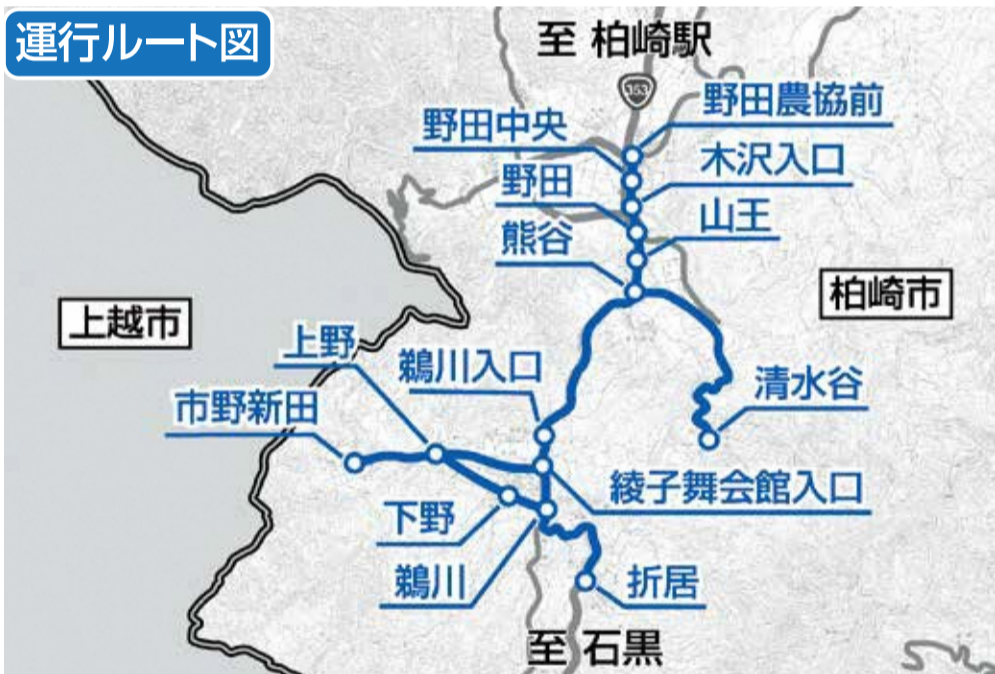 運行ルート図
至 柏崎駅
353
野田農協前
野田中央
木沢入口
野田
山王
熊谷
柏崎市
上越市
上野
鵜川入口
清水谷
市野新田
綾子舞会館入口
下野
鵜川
折居
至 石黒